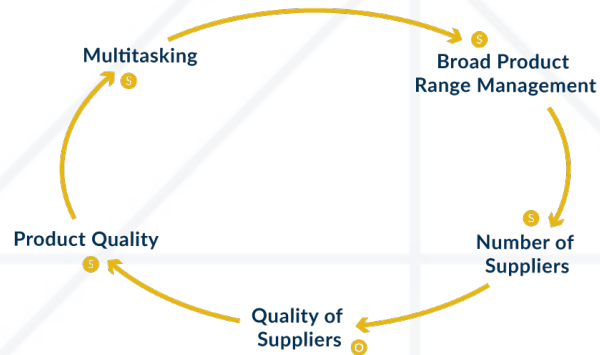 Multitasking
S
S
Broad Product
Range Management
S
Number of
Suppliers
Product Quality
S
Quality of
Suppliers
O